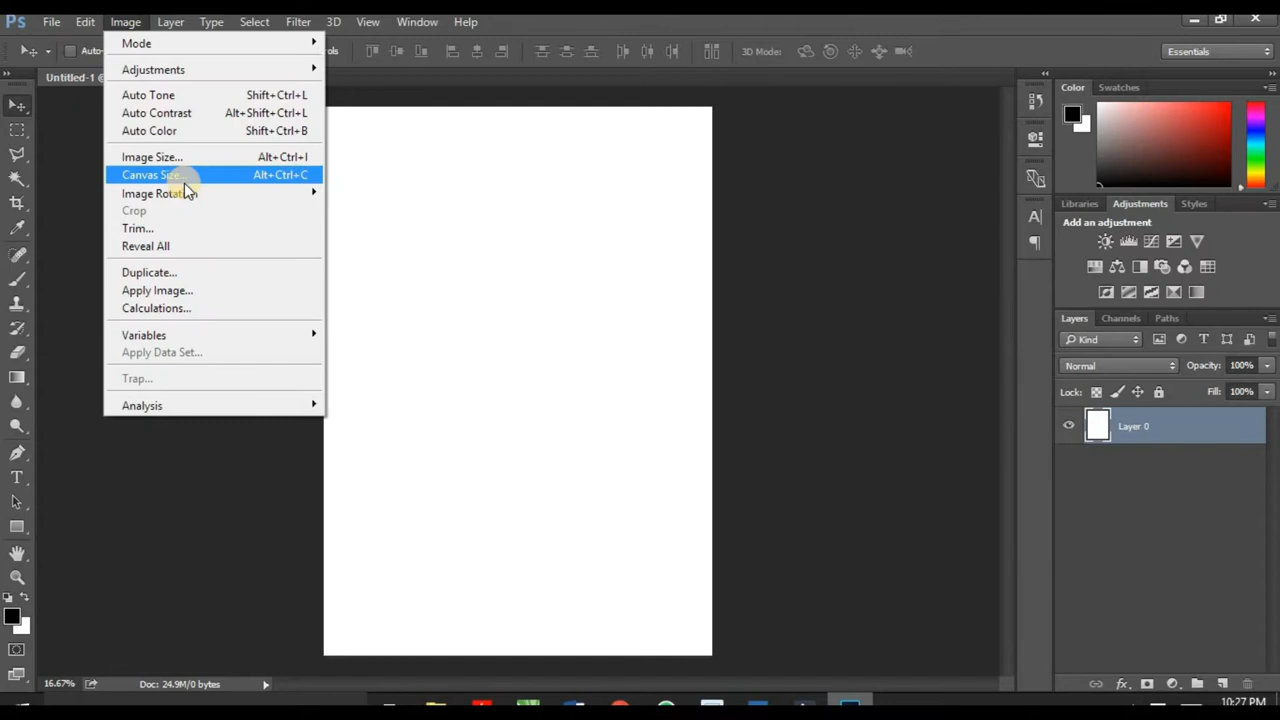 Ps File Edit Image Layer Type Select Filter 3D View Window Help
Auto- 3D Mode: Essentials
Untitled-1 @
Mode
Adjustments
Auto Tone Shift+Ctrl+L
Auto Contrast Alt+Shift+Ctrl+L
Auto Color Shift+Ctrl+B
Image Size... Alt+Ctrl+I
Canvas Size... Alt+Ctrl+C
Image Rotation
Crop
Trim...
Reveal All
Duplicate...
Apply Image...
Calculations...
Variables
Apply Data Set...
Trap...
Analysis
Color Swatches
Libraries Adjustments Styles
Add an adjustment
Layers Channels Paths
Kind
Normal Opacity: 100%
Lock: Fill: 100%
Layer 0
16.67% Doc: 24.9M/0 bytes
10:27 PM